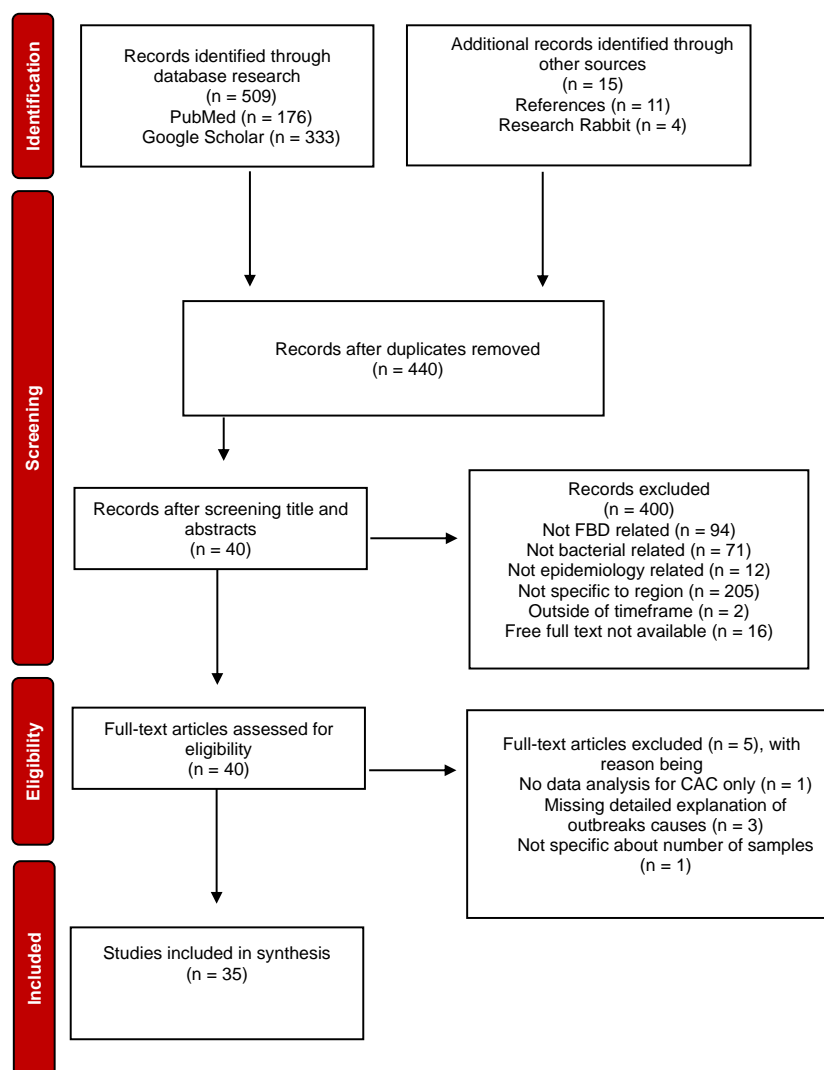 Identification
Records identified through
database research
(n = 509)
PubMed (n = 176)
Google Scholar (n = 333)
Additional records identified through
other sources
(n = 15)
References (n = 11)
Research Rabbit (n = 4)
Screening
Records after duplicates removed
(n = 440)
Records after screening title and
abstracts
(n = 40)
Records excluded
(n = 400)
Not FBD related (n = 94)
Not bacterial related (n = 71)
Not epidemiology related (n = 12)
Not specific to region (n = 205)
Outside of timeframe (n = 2)
Free full text not available (n = 16)
Eligibility
Full-text articles assessed for
eligibility
(n = 40)
Full-text articles excluded (n = 5), with
reason being
No data analysis for CAC only (n = 1)
Missing detailed explanation of
outbreaks causes (n = 3)
Not specific about number of samples
(n = 1)
Included
Studies included in synthesis
(n = 35)